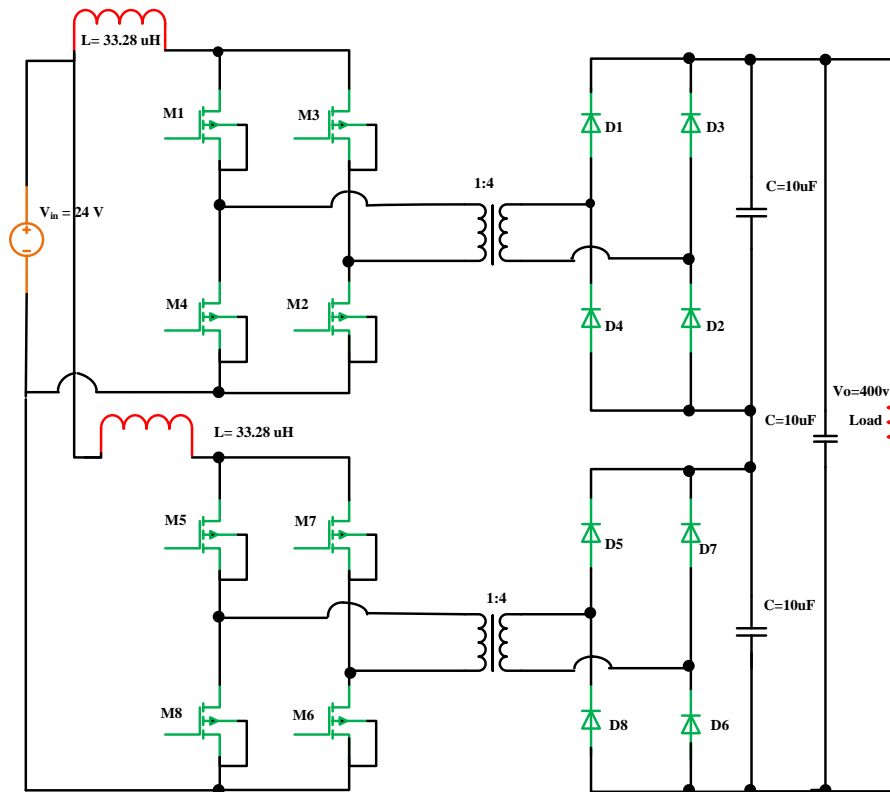 L= 33.28 uH
M1
M3
D1
D3
C=10uF
1:4
Vin = 24 V
M4
M2
D4
D2
Vo=400v
C=10uF
Load
L= 33.28 uH
M5
M7
D5
D7
1:4
C=10uF
M8
M6
D8
D6